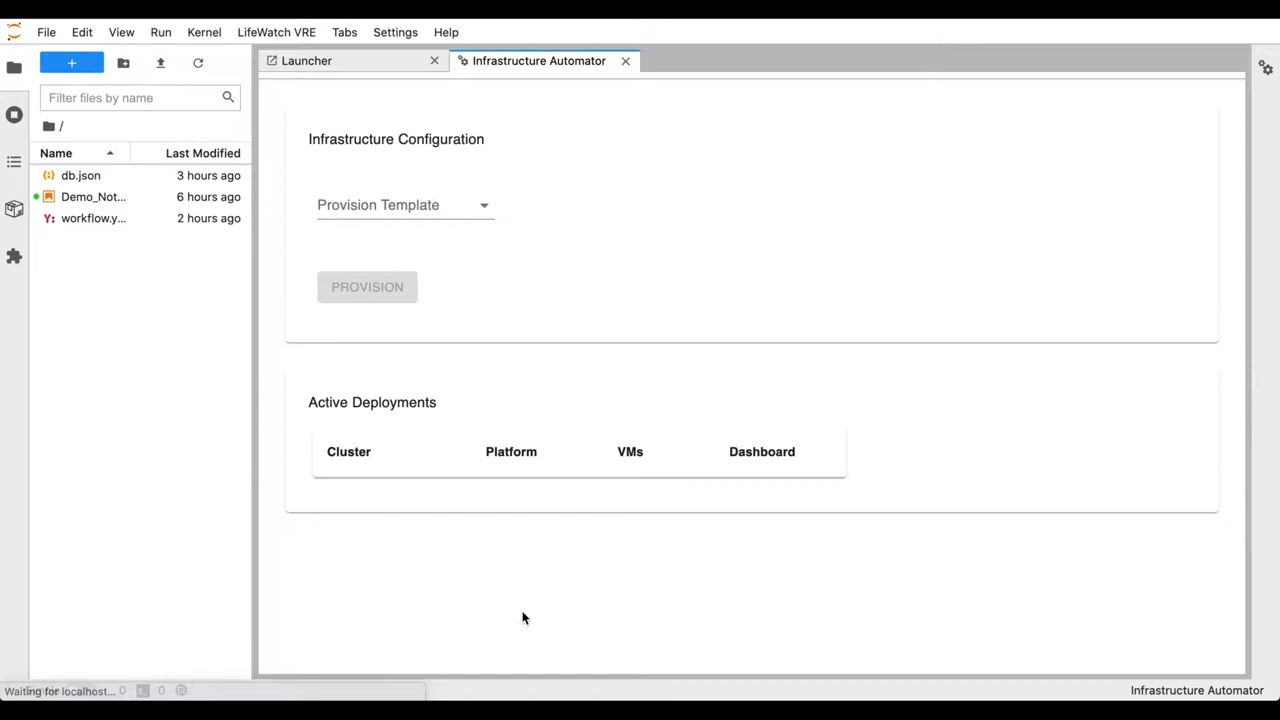 File Edit View Run Kernel LifeWatch VRE Tabs Settings Help
Launcher
Infrastructure Automator
+
Filter files by name
/
Name Last Modified
db.json 3 hours ago
Demo_Not... 6 hours ago
Y: workflow.y... 2 hours ago
Infrastructure Configuration
Provision Template
PROVISION
Active Deployments
Cluster Platform VMs Dashboard
Waiting for localhost... 0 0
Infrastructure Automator